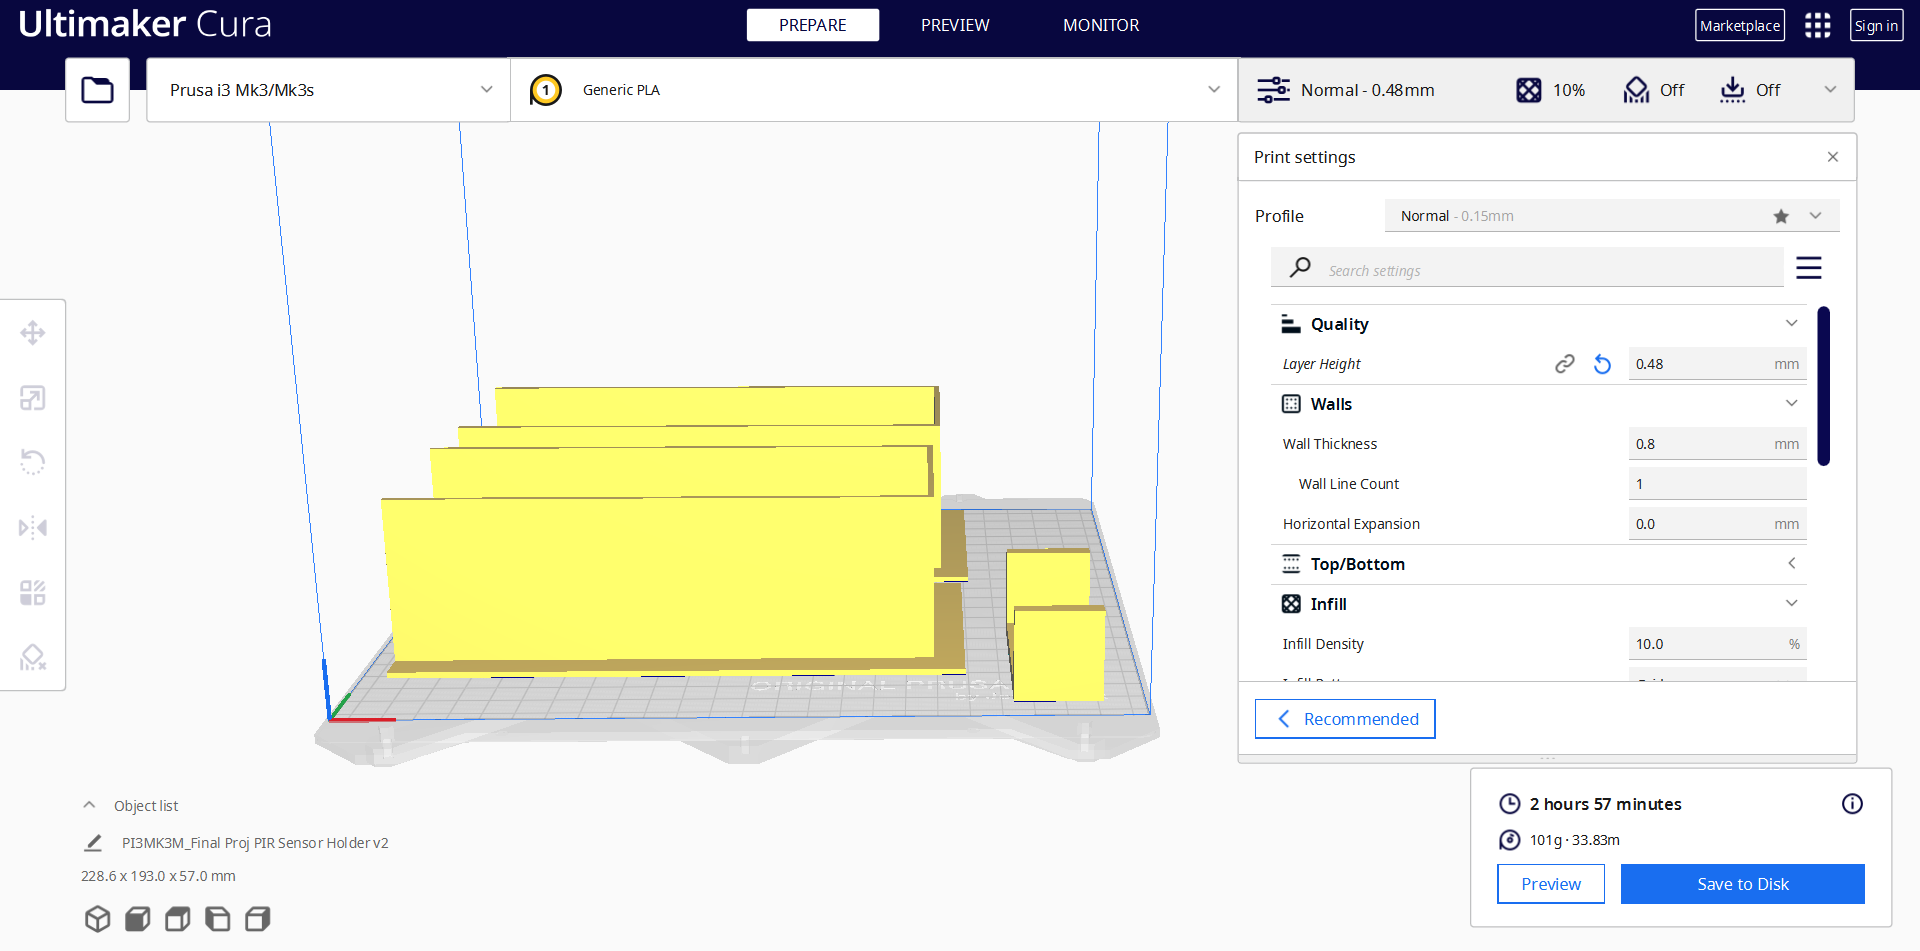 Ultimaker Cura
PREPARE
PREVIEW
MONITOR
Marketplace
Sign in
Prusa i3 Mk3/Mk3s
1
Generic PLA
Normal - 0.48mm
10%
Off
Off
Print settings
Profile
Normal - 0.15mm
Search settings
Quality
Layer Height
0.48 mm
Walls
Wall Thickness
0.8 mm
Wall Line Count
1
Horizontal Expansion
0.0 mm
Top/Bottom
Infill
Infill Density
10.0 %
Recommended
ORIGINAL PRUSA
Object list
PI3MK3M_Final Proj PIR Sensor Holder v2
228.6 x 193.0 x 57.0 mm
2 hours 57 minutes
101g · 33.83m
Preview
Save to Disk